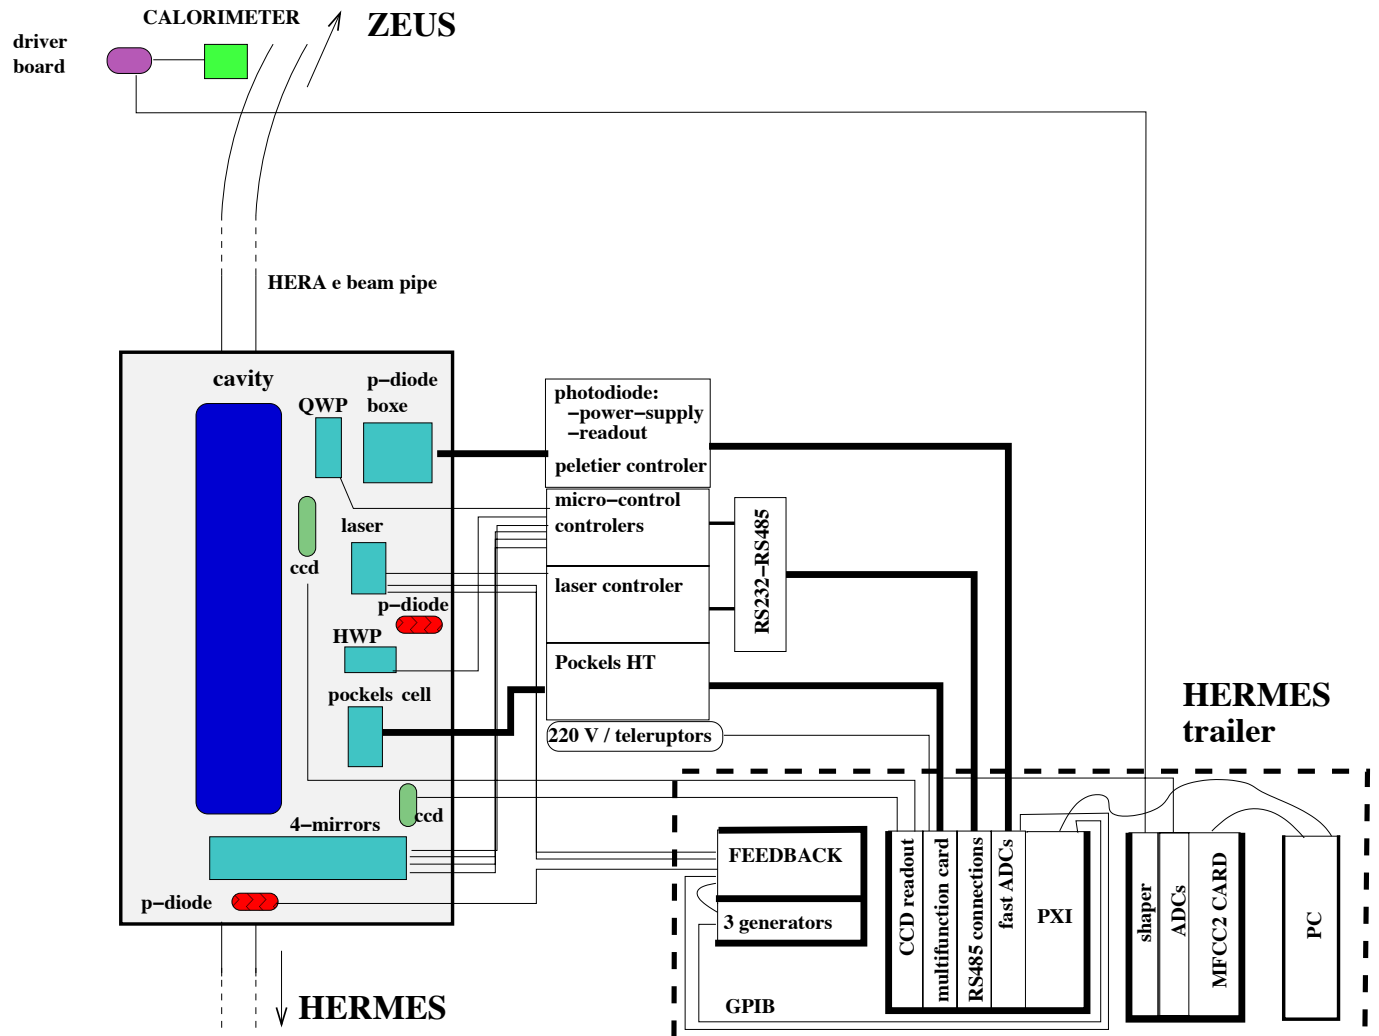 CALORIMETER
ZEUS
driver
board
HERA e beam pipe
cavity
p−diode
boxe
QWP
photodiode:
−power−supply
−readout
peletier controler
micro−control
controlers
laser
ccd
laser controler
RS232−RS485
p−diode
HWP
Pockels HT
pockels cell
220 V / teleruptors
HERMES
trailer
ccd
4−mirrors
p−diode
FEEDBACK
3 generators
GPIB
CCD readout
multifunction card
RS485 connections
fast ADCs
PXI
shaper
ADCs
MFCC2 CARD
PC
HERMES